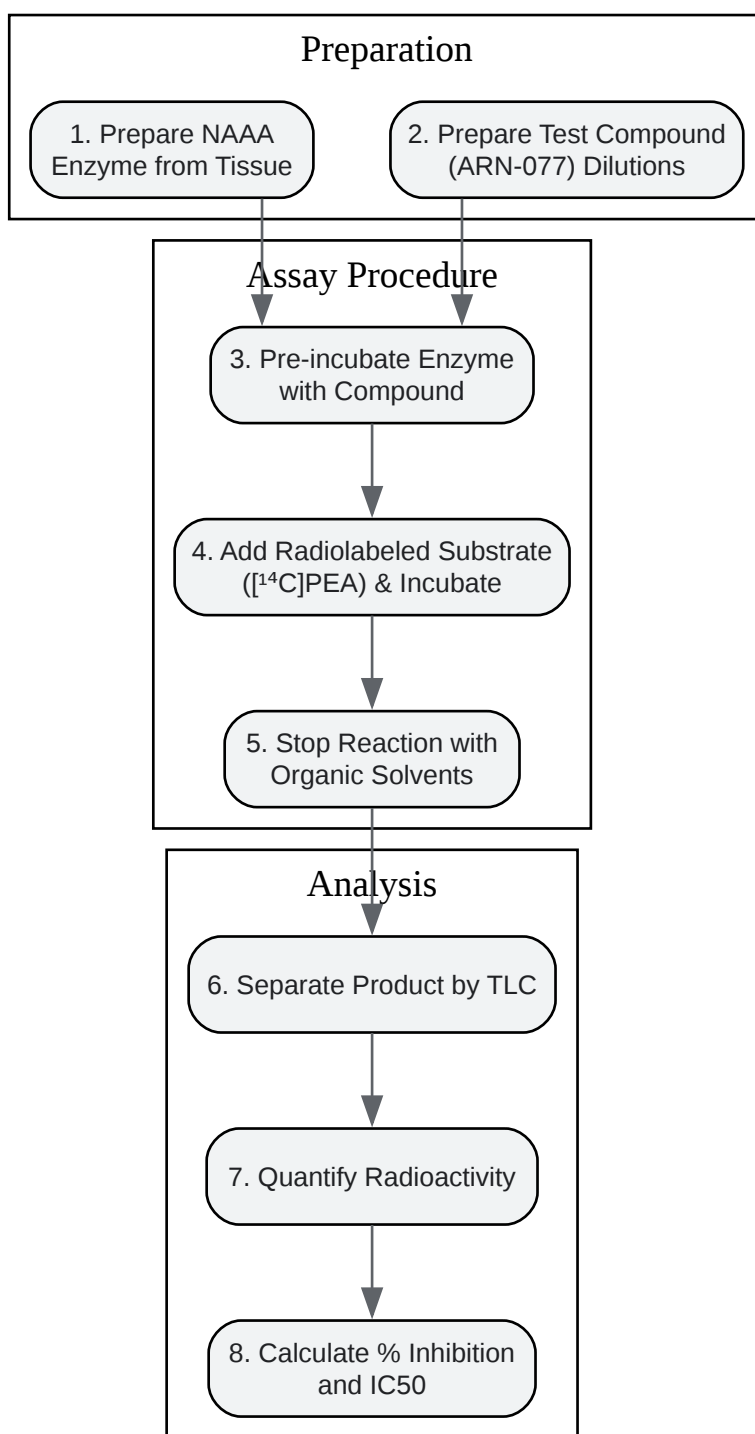 Preparation
1. Prepare NAAA
Enzyme from Tissue
2. Prepare Test Compound
(ARN-077) Dilutions
Assay Procedure
3. Pre-incubate Enzyme
with Compound
4. Add Radiolabeled Substrate
([¹⁴C]PEA) & Incubate
5. Stop Reaction with
Organic Solvents
Analysis
6. Separate Product by TLC
7. Quantify Radioactivity
8. Calculate % Inhibition
and IC50